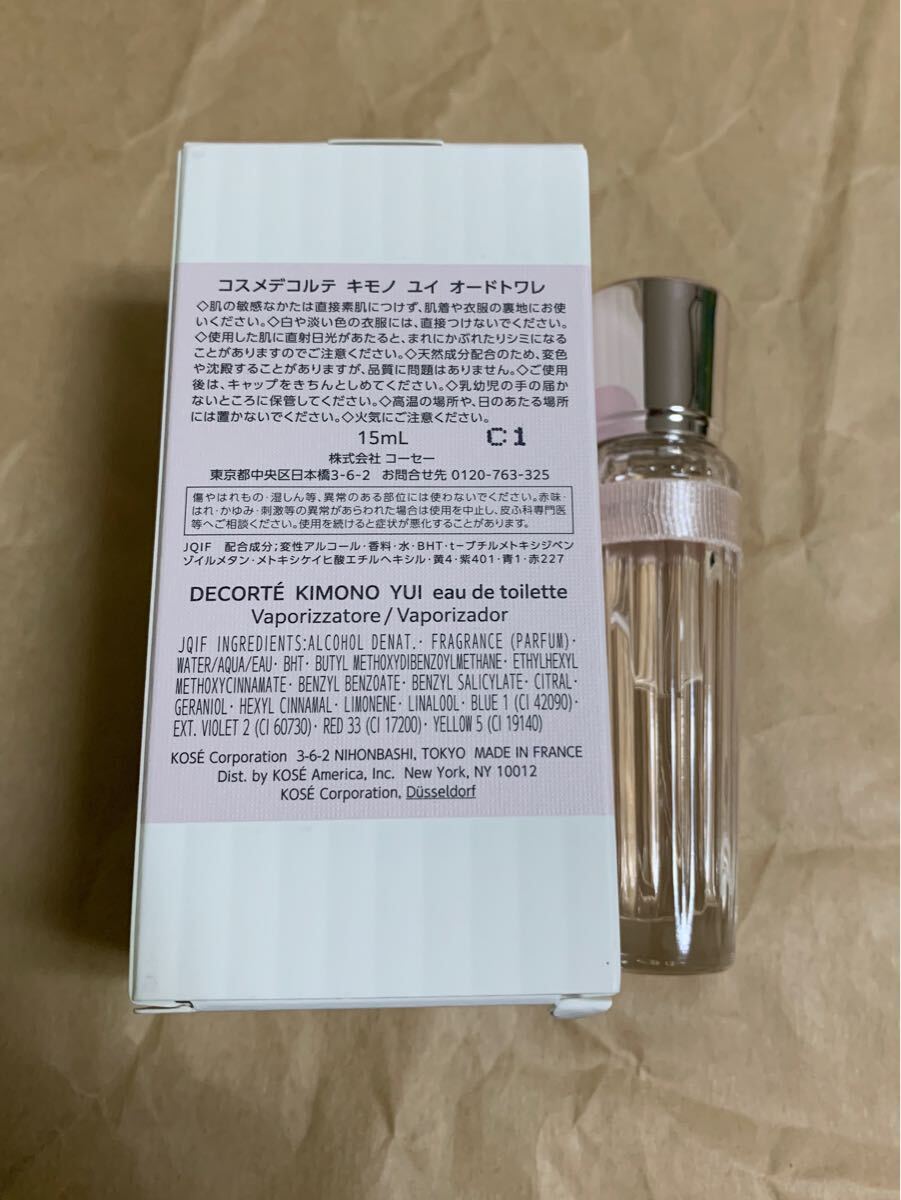 コスメデコルテ キモノ ユイ オードトワレ
◇肌の敏感なかたは直接素肌につけず、肌着や衣服の裏地にお使
いください。◇白や淡い色の衣服には、直接つけないでください。
◇使用した肌に直射日光があたると、まれにかぶれたりシミになる
ことがありますのでご注意ください。◇天然成分配合のため、変色
や沈殿することがありますが、品質に問題はありません。◇ご使用
後は、キャップをきちんとしめてください。◇乳幼児の手の届か
ないところに保管してください。◇高温の場所や、日のあたる場所
には置かないでください。◇火気にご注意ください。
15mL C1
株式会社 コーセー
東京都中央区日本橋3-6-2 お問合せ先 0120-763-325
傷やはれもの・湿しん等、異常のある部位には使わないでください。赤味・
はれ・かゆみ・刺激等の異常があらわれた場合は使用を中止し、皮ふ科専門医
等へご相談ください。使用を続けると症状が悪化することがあります。
JQIF 配合成分；変性アルコール・香料・水・BHT・t-ブチルメトキシジベン
ゾイルメタン・メトキシケイヒ酸エチルヘキシル・黄4・紫401・青1・赤227
DECORTÉ KIMONO YUI eau de toilette
Vaporizzatore / Vaporizador
JQIF INGREDIENTS:ALCOHOL DENAT.· FRAGRANCE (PARFUM)·
WATER/AQUA/EAU· BHT· BUTYL METHOXYDIBENZOYLMETHANE· ETHYLHEXYL
METHOXYCINNAMATE· BENZYL BENZOATE· BENZYL SALICYLATE· CITRAL·
GERANIOL· HEXYL CINNAMAL· LIMONENE· LINALOOL· BLUE 1 (CI 42090)·
EXT. VIOLET 2 (CI 60730)· RED 33 (CI 17200)· YELLOW 5 (CI 19140)
KOSÉ Corporation 3-6-2 NIHONBASHI, TOKYO MADE IN FRANCE
Dist. by KOSÉ America, Inc. New York, NY 10012
KOSÉ Corporation, Düsseldorf